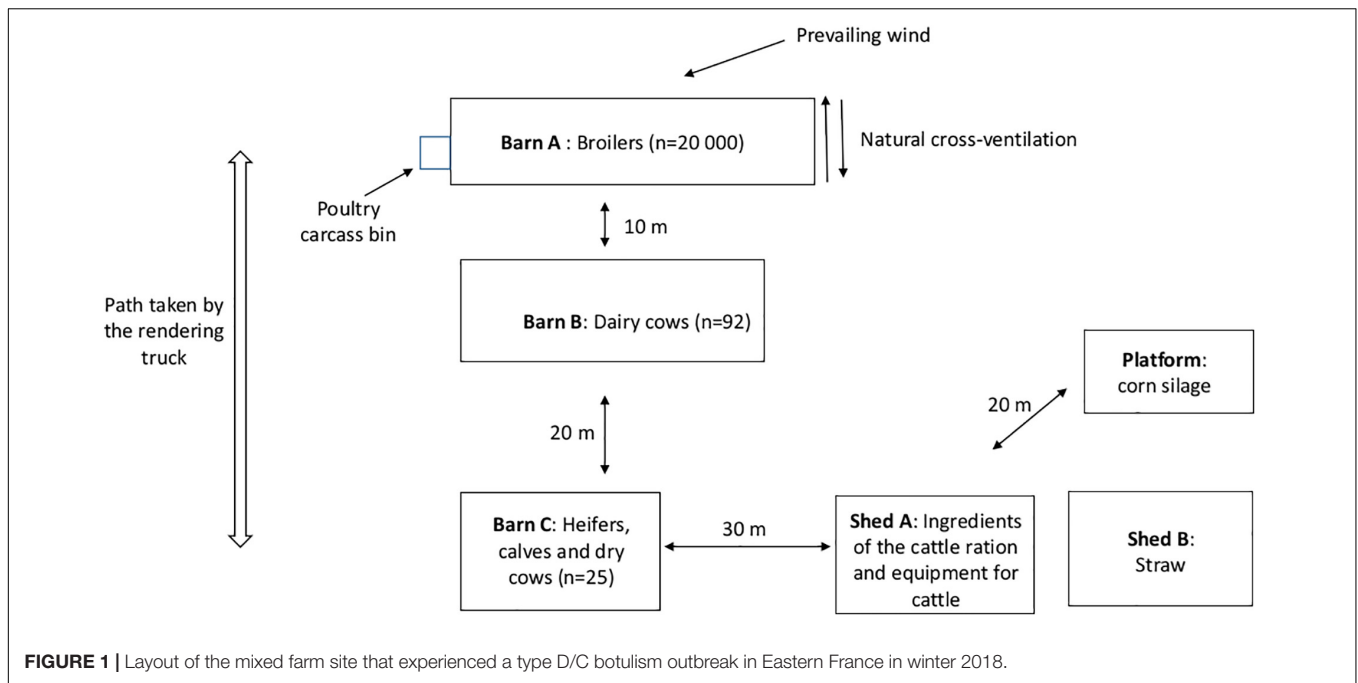 Prevailing wind
Barn A : Broilers (n=20 000)
Natural cross-ventilation
Poultry
carcass bin
10 m
Path taken by
the rendering
truck
Barn B: Dairy cows (n=92)
Platform:
corn silage
20 m
20 m
Barn C: Heifers,
calves and dry
cows (n=25)
30 m
Shed A: Ingredients
of the cattle ration
and equipment for
cattle
Shed B:
Straw
FIGURE 1 | Layout of the mixed farm site that experienced a type D/C botulism outbreak in Eastern France in winter 2018.